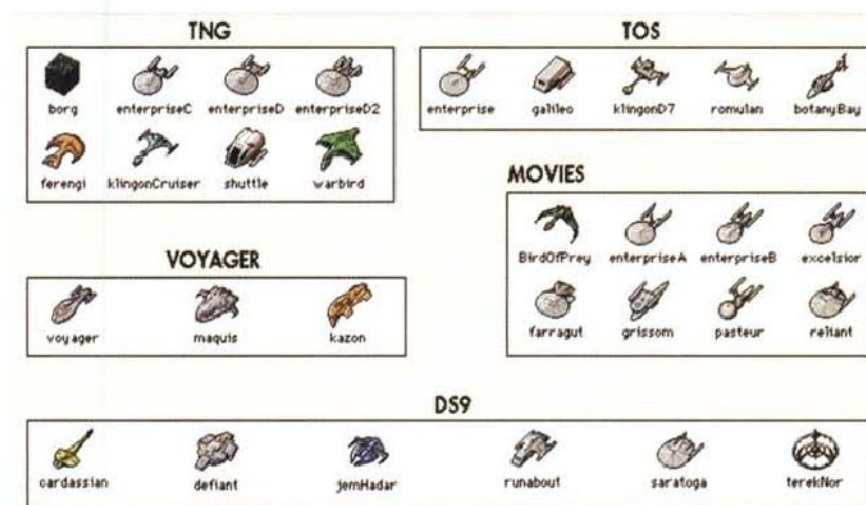 TNG
borg enterpriseC enterpriseD enterpriseD2
ferengi klingonCruiser shuttle warbird
TOS
enterprise galileo klingonD7 romulan botanyBay
MOVIES
BirdOfPrey enterpriseA enterpriseB excelsior
farragut grissom pasteur reliant
VOYAGER
voyager maquis kazon
DS9
cardassian defiant jemHadar runabout saratoga terekNor